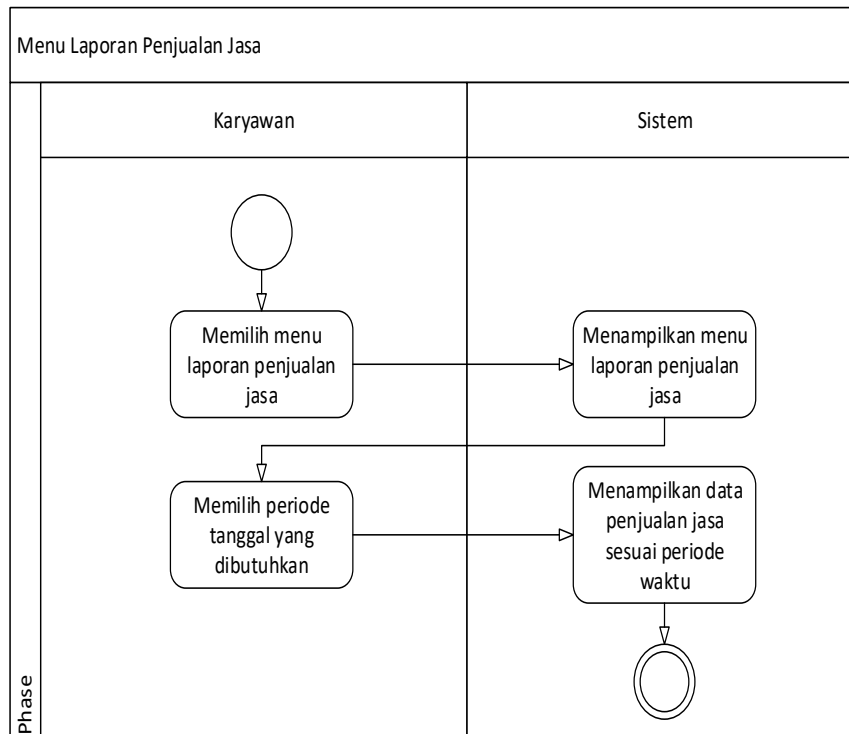 Menu Laporan Penjualan Jasa
Karyawan
Sistem
Memilih menu
laporan penjualan
jasa
Menampilkan menu
laporan penjualan
jasa
Memilih periode
tanggal yang
dibutuhkan
Menampilkan data
penjualan jasa
sesuai periode
waktu
Phase